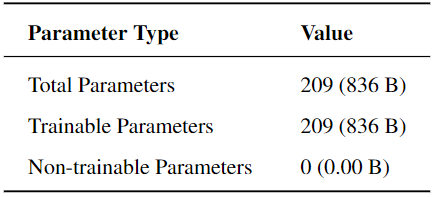 Parameter Type Value
Total Parameters 209 (836 B)
Trainable Parameters 209 (836 B)
Non-trainable Parameters 0 (0.00 B)